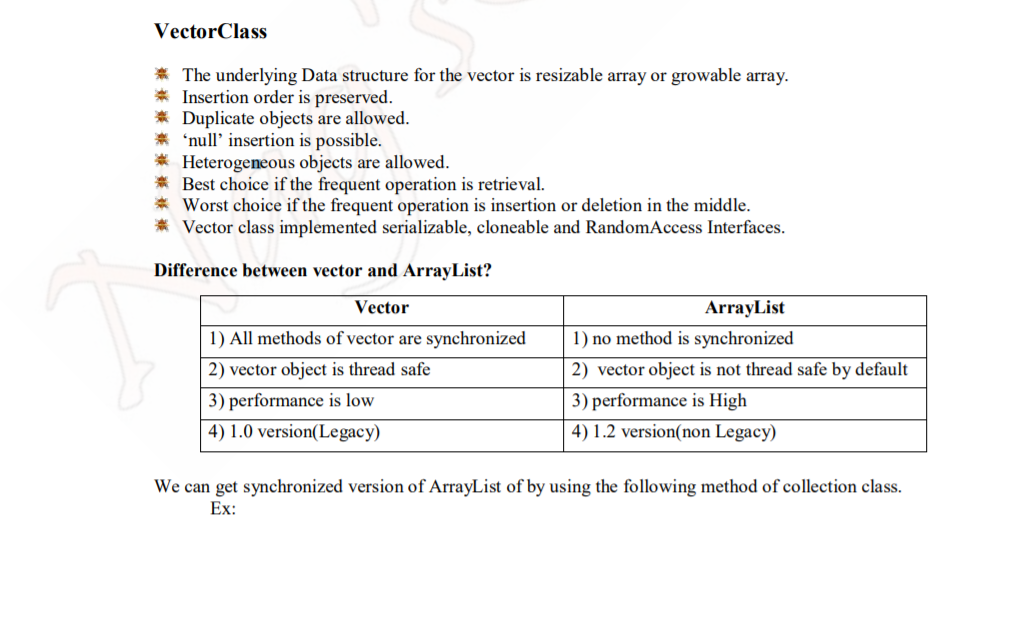 VectorClass
The underlying Data structure for the vector is resizable array or growable array.
Insertion order is preserved.
Duplicate objects are allowed.
‘null’ insertion is possible.
Heterogeneous objects are allowed.
Best choice if the frequent operation is retrieval.
Worst choice if the frequent operation is insertion or deletion in the middle.
Vector class implemented serializable, cloneable and RandomAccess Interfaces.
Difference between vector and ArrayList?
Vector ArrayList
1) All methods of vector are synchronized 1) no method is synchronized
2) vector object is thread safe 2) vector object is not thread safe by default
3) performance is low 3) performance is High
4) 1.0 version(Legacy) 4) 1.2 version(non Legacy)
We can get synchronized version of ArrayList of by using the following method of collection class.
Ex: